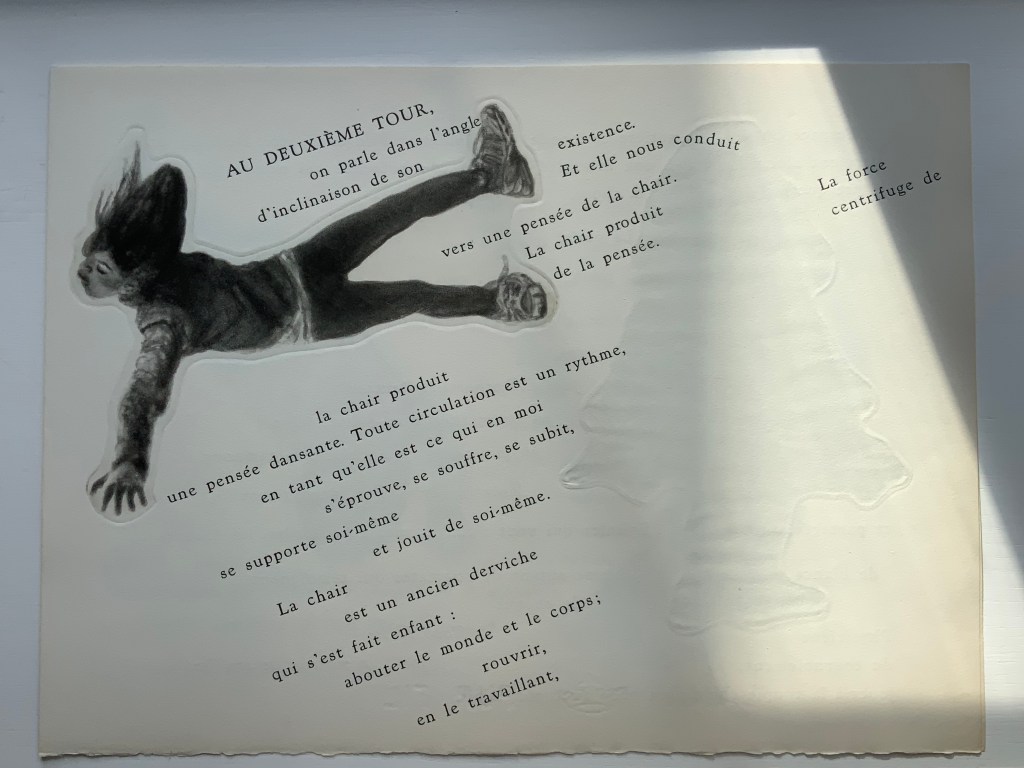 AU DEUXIÈME TOUR,
on parle dans l'angle
d'inclinaison de son
existence.
Et elle nous conduit
vers une pensée de la chair.
La chair produit
de la pensée.
La force
centrifuge de
la chair produit
une pensée dansante. Toute circulation est un rythme,
en tant qu'elle est ce qui en moi
s'éprouve, se souffre, se subit,
se supporte soi-même
et jouit de soi-même.
La chair
est un ancien derviche
qui s'est fait enfant :
abouter le monde et le corps;
rouvrir,
en le travaillant,